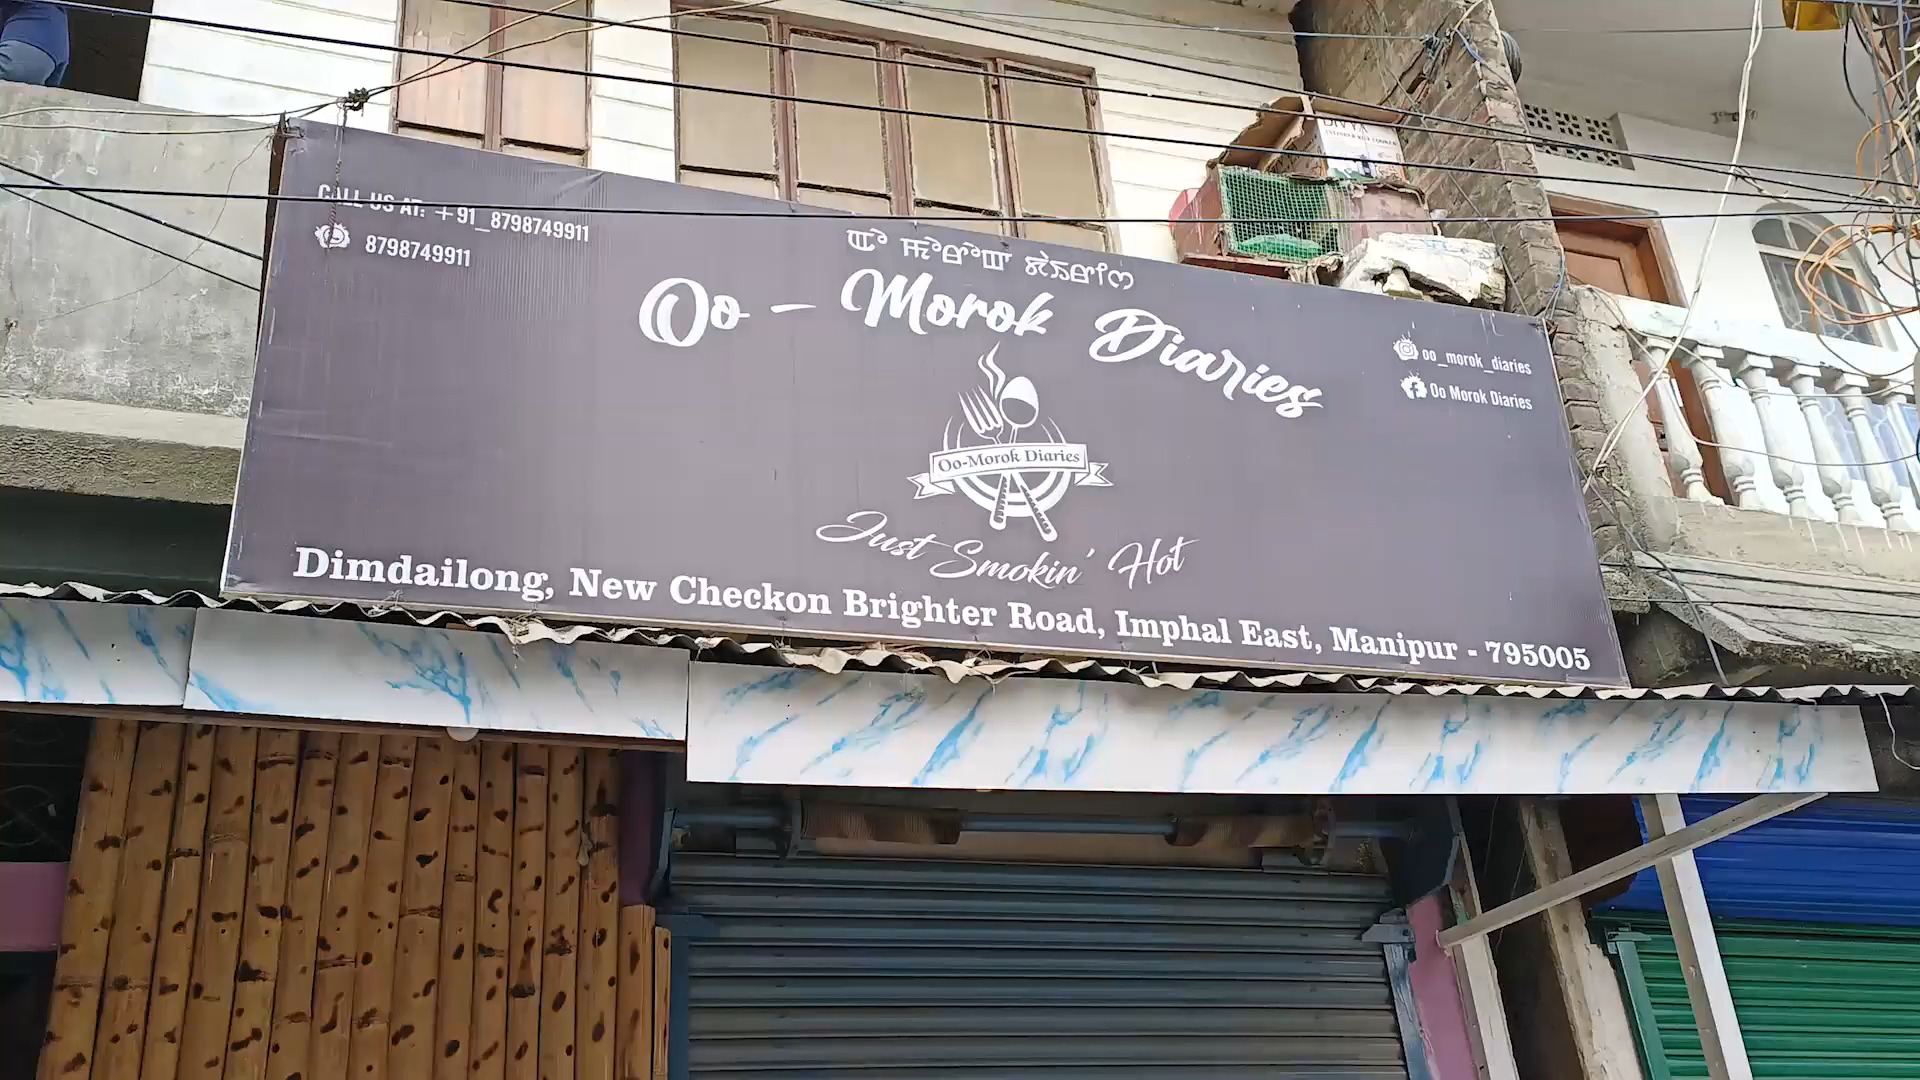 CALL US AT: +91_8798749911
8798749911
ꯑꯣ ꯃꯣꯔꯣꯛ
Oo - Morok Diaries
oo_morok_diaries
Oo Morok Diaries
Oo-Morok Diaries
Just Smokin' Hot
Dimdailong, New Checkon Brighter Road, Imphal East, Manipur - 795005
DIVYA